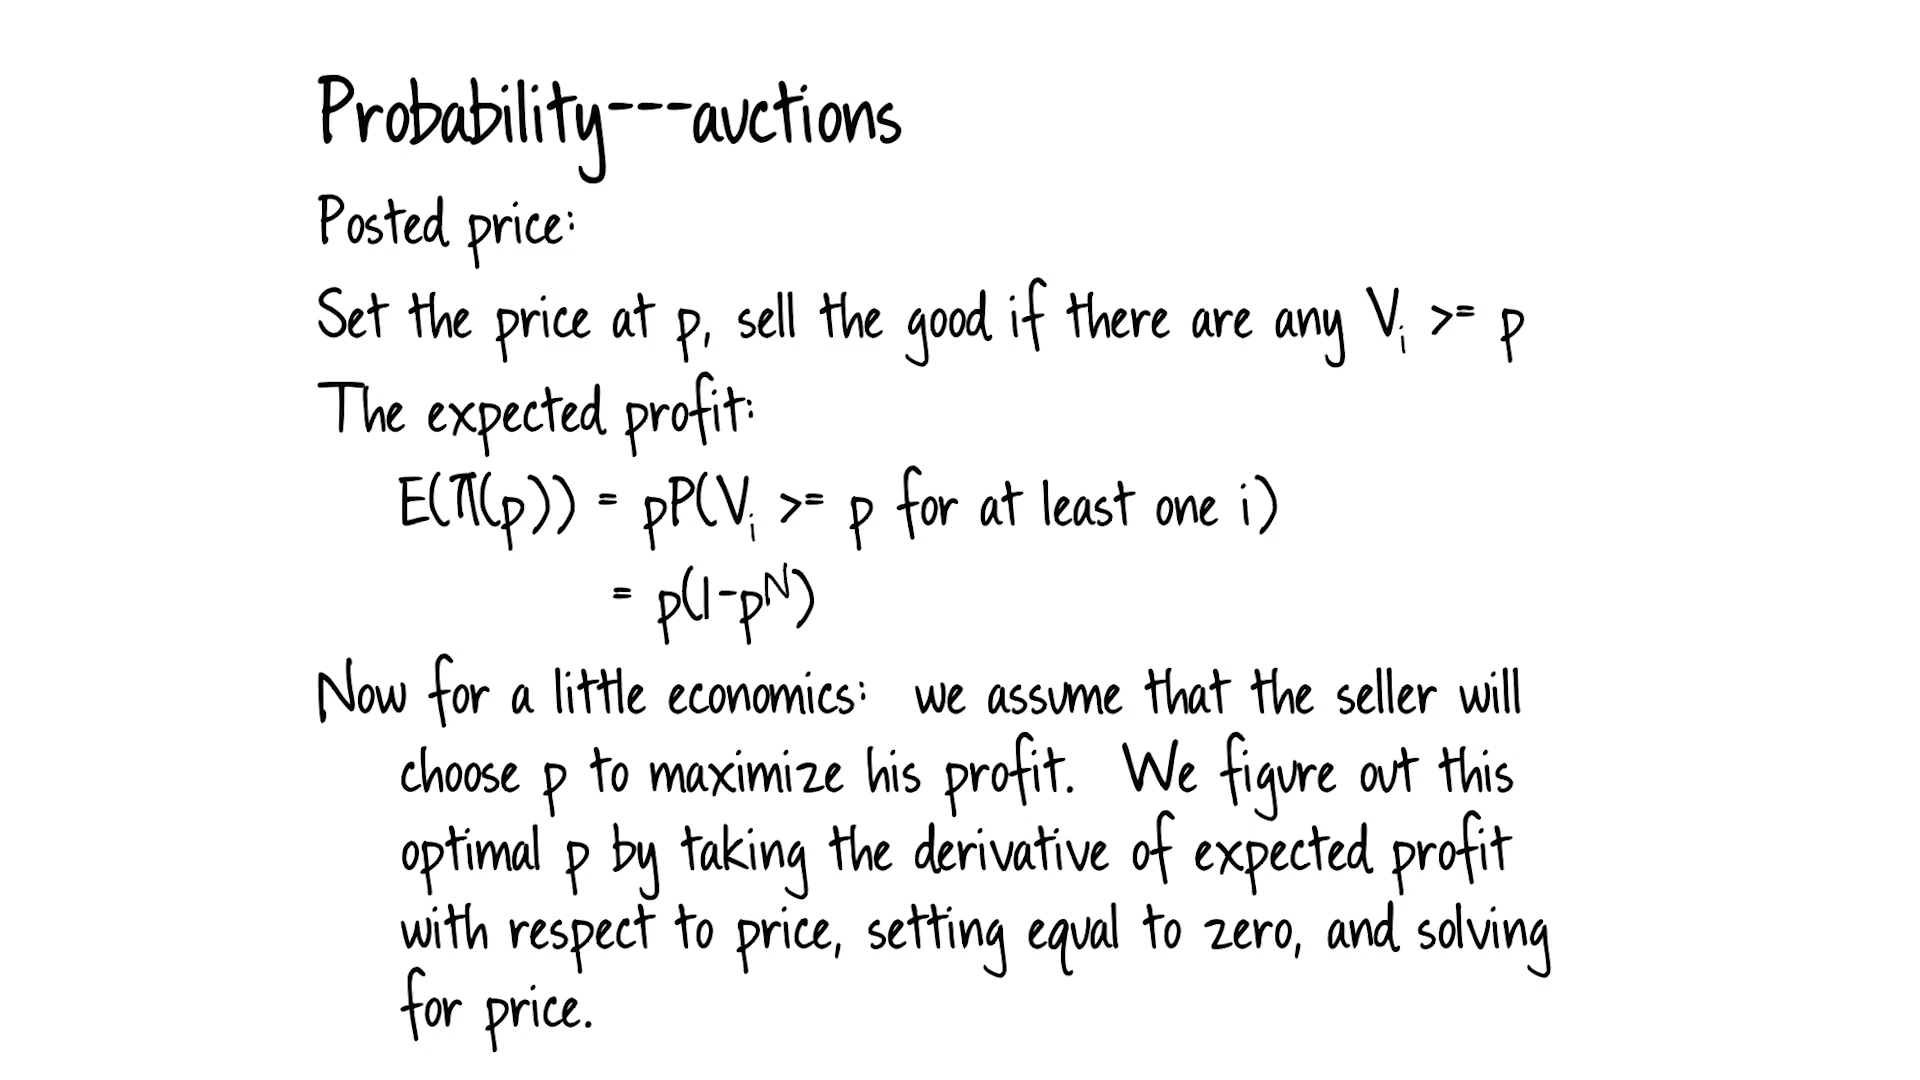 Probability---auctions
Posted price:
Set the price at p, sell the good if there are any Vᵢ >= p
The expected profit:
E(π(p)) = pP(Vᵢ >= p for at least one i)
= p(1-pᴺ)
Now for a little economics: we assume that the seller will
choose p to maximize his profit. We figure out this
optimal p by taking the derivative of expected profit
with respect to price, setting equal to zero, and solving
for price.